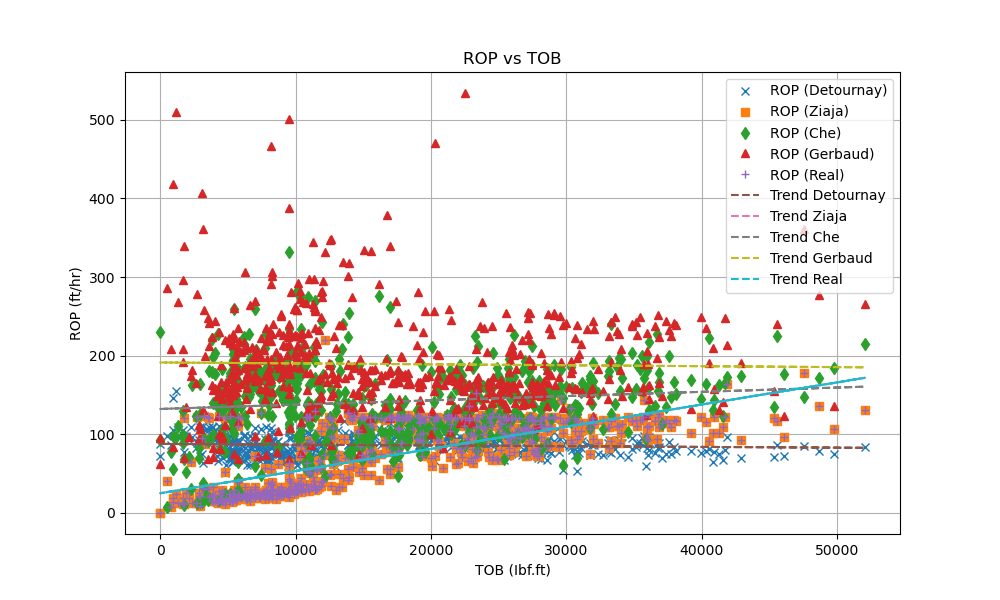 ROP vs TOB
ROP (Detournay)
ROP (Ziaja)
ROP (Che)
ROP (Gerbaud)
ROP (Real)
Trend Detournay
Trend Ziaja
Trend Che
Trend Gerbaud
Trend Real
ROP (ft/hr)
500
400
300
200
100
0
0 10000 20000 30000 40000 50000
TOB (Ibf.ft)